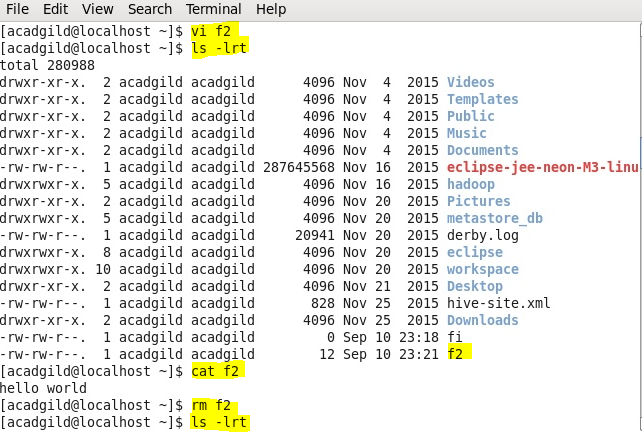 File Edit View Search Terminal Help
[acadgild@localhost ~]$ vi f2
[acadgild@localhost ~]$ ls -lrt
total 280988
drwxr-xr-x. 2 acadgild acadgild 4096 Nov 4 2015 Videos
drwxr-xr-x. 2 acadgild acadgild 4096 Nov 4 2015 Templates
drwxr-xr-x. 2 acadgild acadgild 4096 Nov 4 2015 Public
drwxr-xr-x. 2 acadgild acadgild 4096 Nov 4 2015 Music
drwxr-xr-x. 2 acadgild acadgild 4096 Nov 4 2015 Documents
-rw-rw-r--. 1 acadgild acadgild 287645568 Nov 16 2015 eclipse-jee-neon-M3-linu
drwxrwxr-x. 5 acadgild acadgild 4096 Nov 16 2015 hadoop
drwxr-xr-x. 2 acadgild acadgild 4096 Nov 20 2015 Pictures
drwxrwxr-x. 5 acadgild acadgild 4096 Nov 20 2015 metastore_db
-rw-rw-r--. 1 acadgild acadgild 20941 Nov 20 2015 derby.log
drwxrwxr-x. 8 acadgild acadgild 4096 Nov 20 2015 eclipse
drwxrwxr-x. 10 acadgild acadgild 4096 Nov 20 2015 workspace
drwxr-xr-x. 2 acadgild acadgild 4096 Nov 21 2015 Desktop
-rw-rw-r--. 1 acadgild acadgild 828 Nov 25 2015 hive-site.xml
drwxr-xr-x. 2 acadgild acadgild 4096 Nov 25 2015 Downloads
-rw-rw-r--. 1 acadgild acadgild 0 Sep 10 23:18 fi
-rw-rw-r--. 1 acadgild acadgild 12 Sep 10 23:21 f2
[acadgild@localhost ~]$ cat f2
hello world
[acadgild@localhost ~]$ rm f2
[acadgild@localhost ~]$ ls -lrt